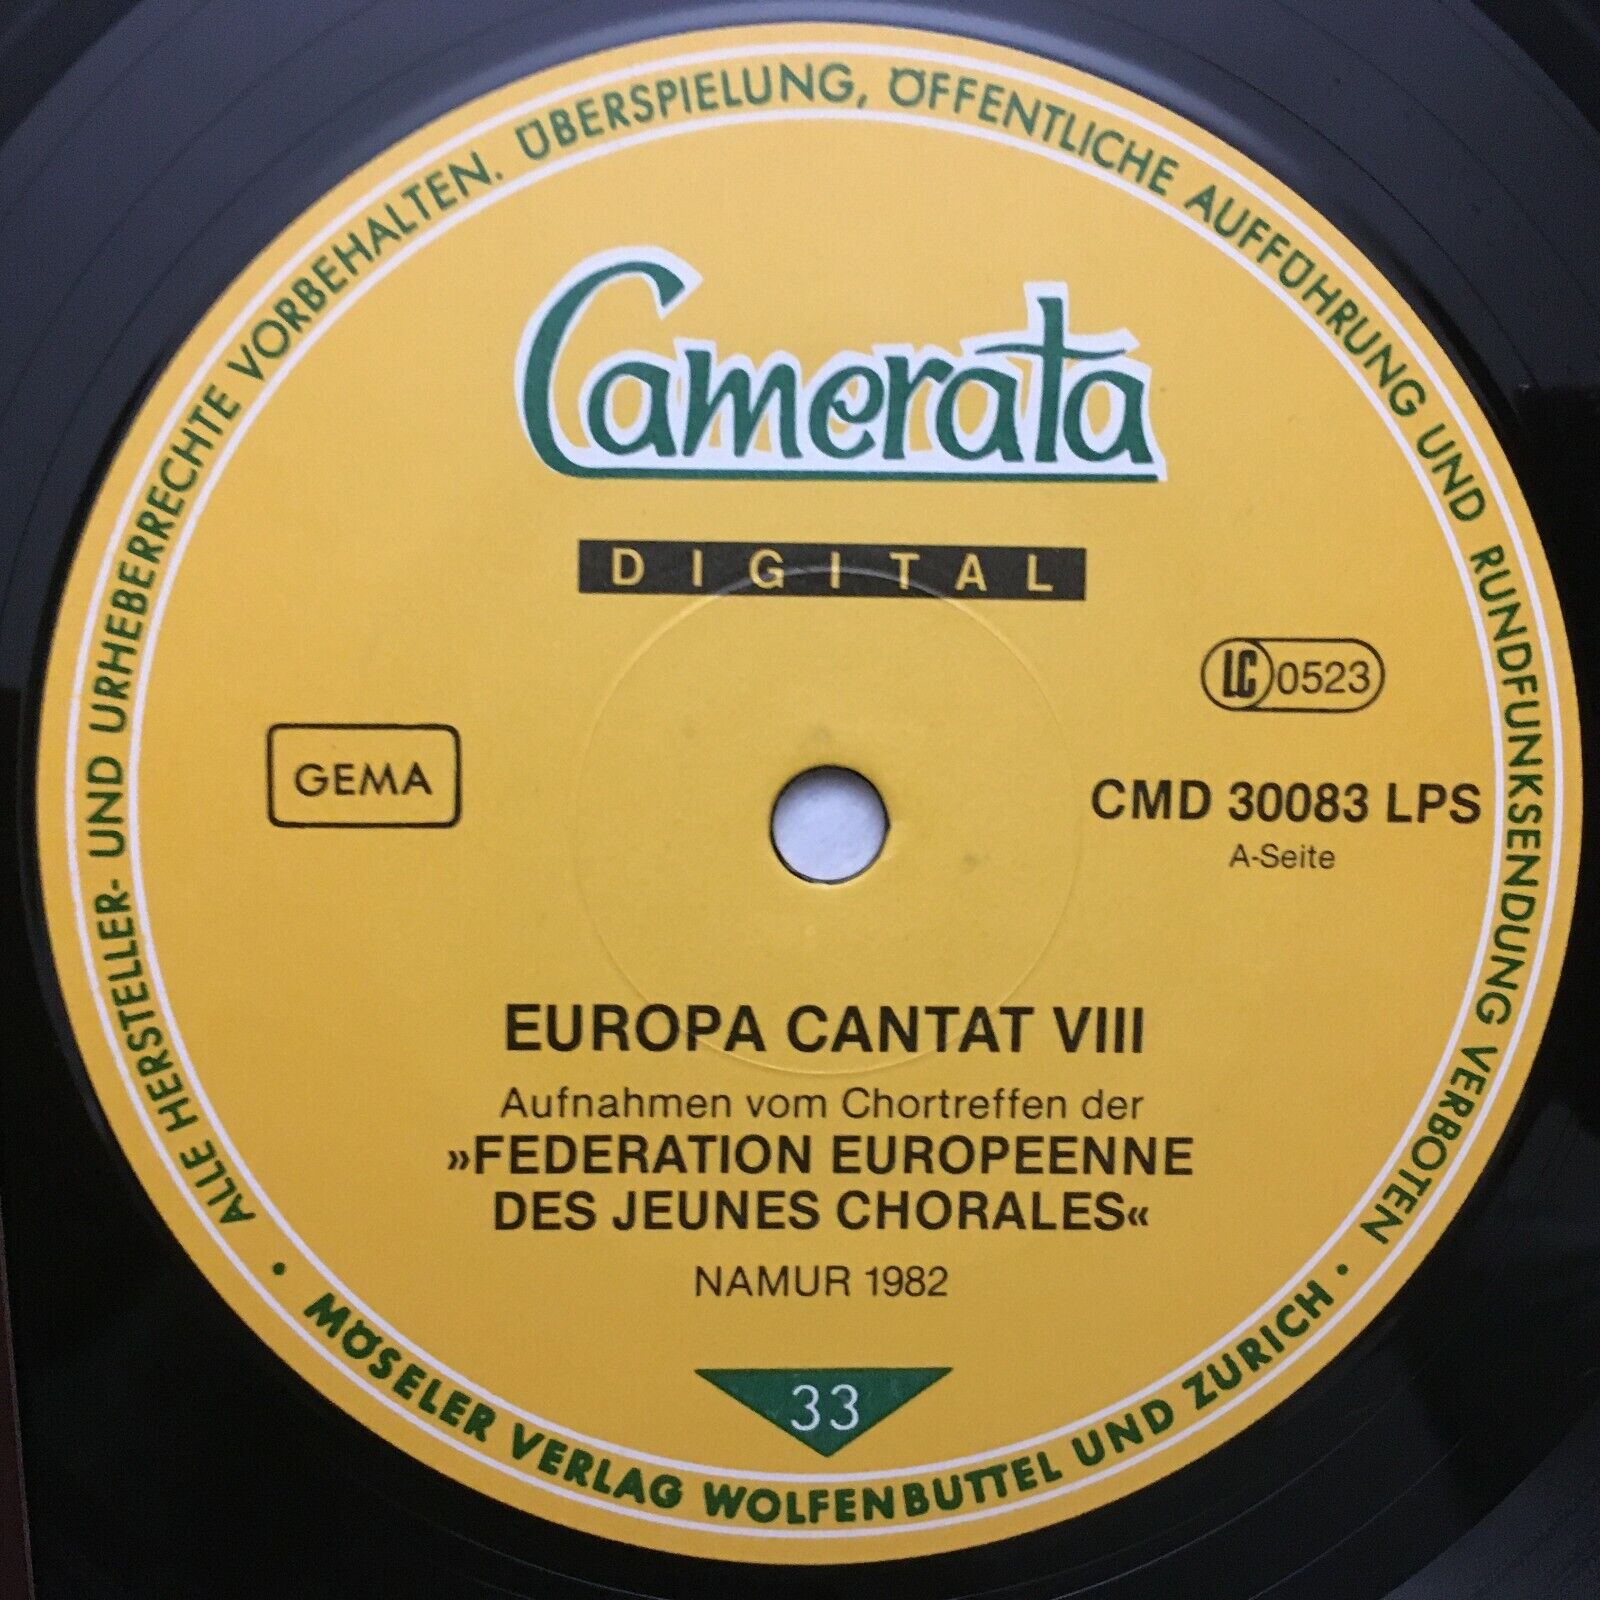 ALLE HERSTELLER- UND URHEBERRECHTE VORBEHALTEN. ÜBERSPIELUNG, ÖFFENTLICHE AUFFÜHRUNG UND RUNDFUNKSENDUNG VERBOTEN
Camerata
DIGITAL
LC 0523
GEMA
CMD 30083 LPS
A-Seite
EUROPA CANTAT VIII
Aufnahmen vom Chortreffen der
»FEDERATION EUROPEENNE
DES JEUNES CHORALES«
NAMUR 1982
33
• MÖSELER VERLAG WOLFENBÜTTEL UND ZÜRICH •